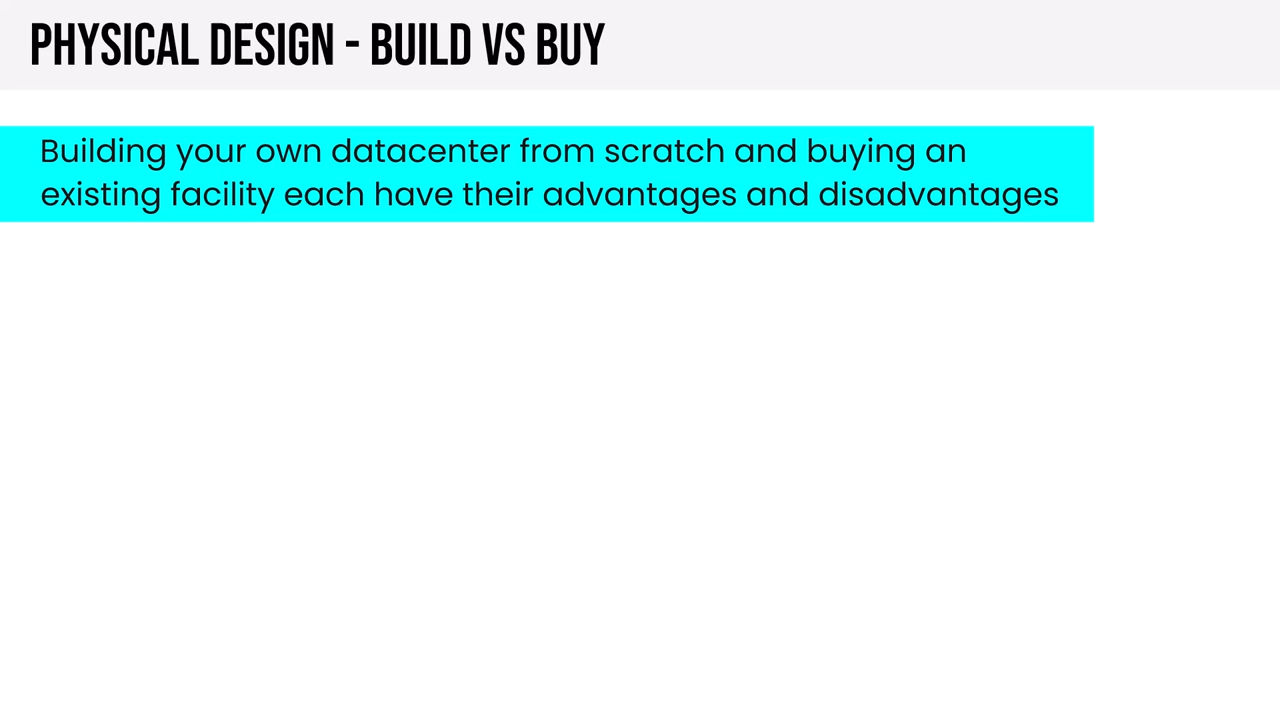 PHYSICAL DESIGN - BUILD VS BUY
Building your own datacenter from scratch and buying an
existing facility each have their advantages and disadvantages